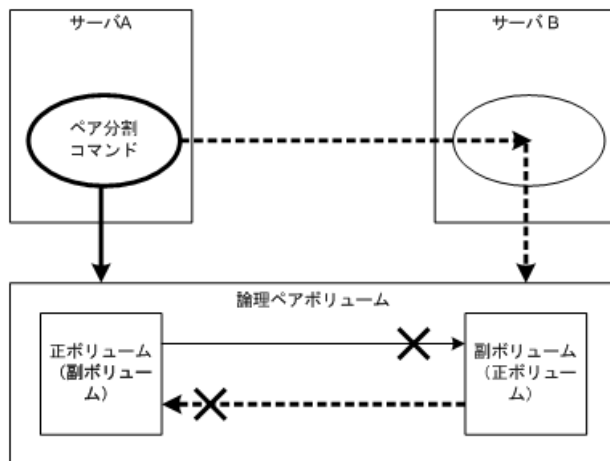 サーバA
サーバB
ペア分割
コマンド
論理ペアボリューム
正ボリューム
(副ボリュー
ム)
副ボリューム
(正ボリュー
ム)